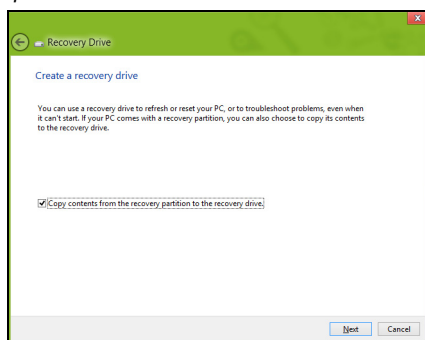 Recovery Drive
Create a recovery drive
You can use a recovery drive to refresh or reset your PC, or to troubleshoot problems, even when
it can't start. If your PC comes with a recovery partition, you can also choose to copy its contents
to the recovery drive.
Copy contents from the recovery partition to the recovery drive.
Next Cancel